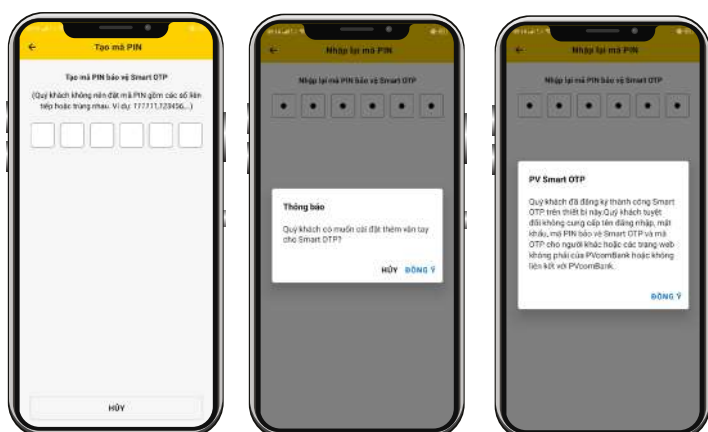 Tạo mã PIN
Tạo mã PIN bảo vệ Smart OTP
(Quý khách không nên đặt mã PIN gồm các số liên
tiếp hoặc trùng nhau. Ví dụ 111111,123456,...)
HỦY
Nhập lại mã PIN
Nhập lại mã PIN bảo vệ Smart OTP
Thông báo
Quý khách có muốn cài đặt thêm vân tay
cho Smart OTP?
HỦY ĐỒNG Ý
Nhập lại mã PIN
Nhập lại mã PIN bảo vệ Smart OTP
PV Smart OTP
Quý khách đã đăng ký thành công Smart
OTP trên thiết bị này.Quý khách tuyệt
đối không cung cấp tên đăng nhập, mật
khẩu, mã PIN bảo vệ Smart OTP và mã
OTP cho người khác hoặc các trang web
không phải của PVcomBank hoặc không
liên kết với PVcomBank.
ĐỒNG Ý